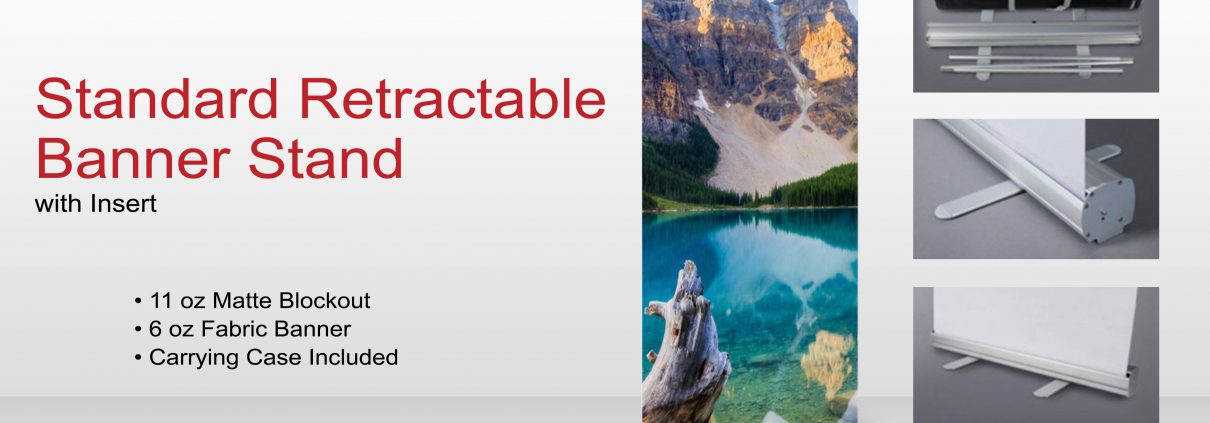 Standard Retractable
Banner Stand
with Insert
• 11 oz Matte Blockout
• 6 oz Fabric Banner
• Carrying Case Included